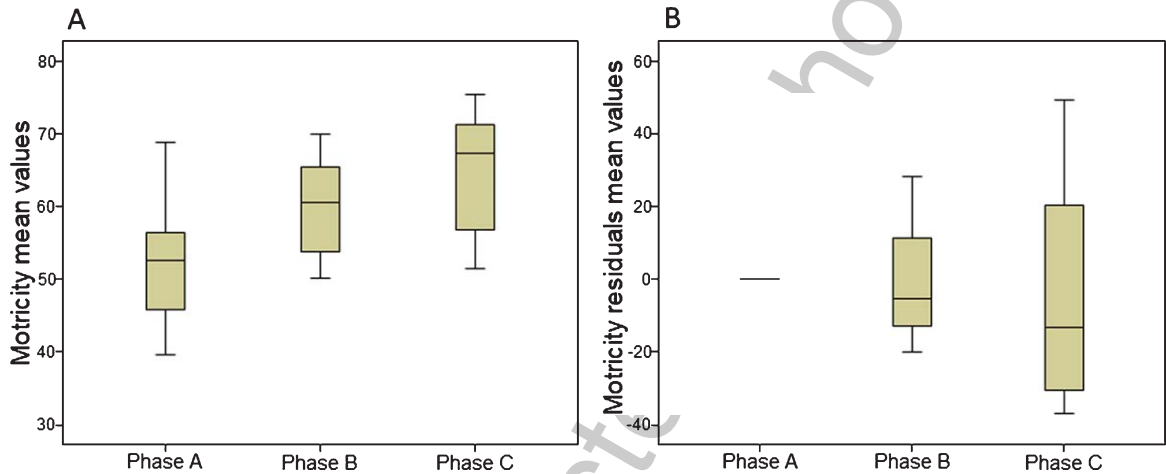 A
Motricity mean values
80
70
60
50
40
30
Phase A Phase B Phase C
B
Motricity residuals mean values
60
40
20
0
-20
-40
Phase A Phase B Phase C
ho